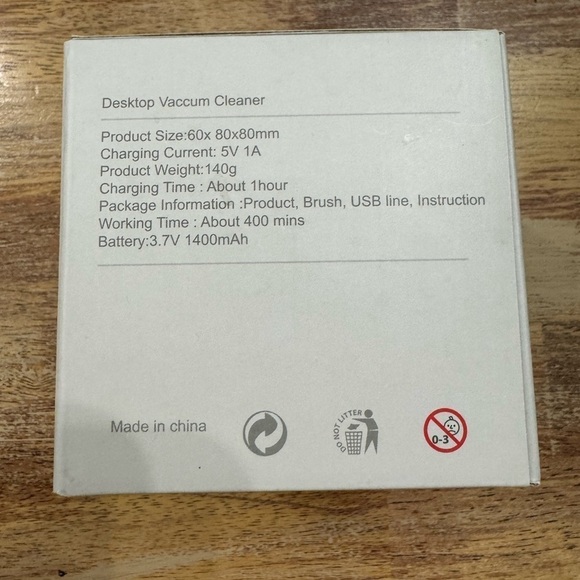 Desktop Vaccum Cleaner
Product Size:60x 80x80mm
Charging Current: 5V 1A
Product Weight:140g
Charging Time : About 1hour
Package Information :Product, Brush, USB line, Instruction
Working Time : About 400 mins
Battery:3.7V 1400mAh
Made in china
DO NOT LITTER
0-3